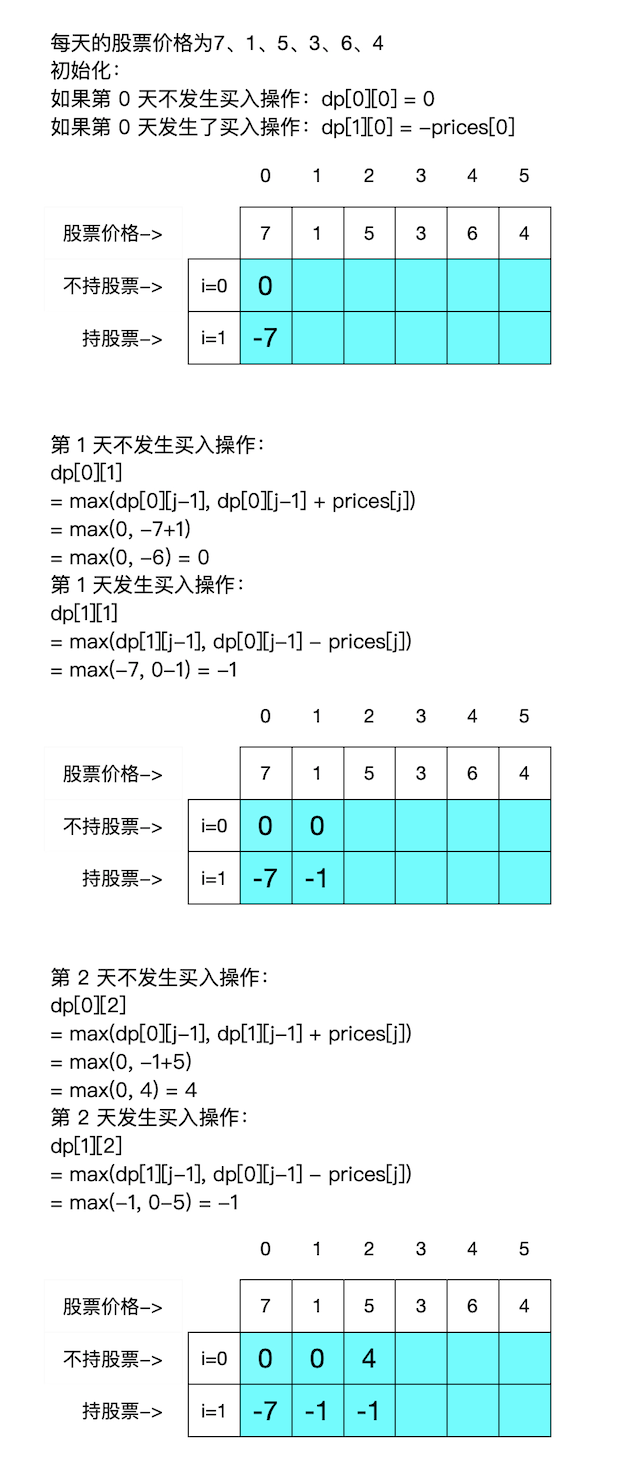 每天的股票价格为7、1、5、3、6、4
初始化：
如果第 0 天不发生买入操作：dp[0][0] = 0
如果第 0 天发生了买入操作：dp[1][0] = -prices[0]
0 1 2 3 4 5
股票价格-> 7 1 5 3 6 4
不持股票-> i=0 0
持股票-> i=1 -7
第 1 天不发生买入操作：
dp[0][1]
= max(dp[0][j-1], dp[0][j-1] + prices[j])
= max(0, -7+1)
= max(0, -6) = 0
第 1 天发生买入操作：
dp[1][1]
= max(dp[1][j-1], dp[0][j-1] - prices[j])
= max(-7, 0-1) = -1
0 1 2 3 4 5
股票价格-> 7 1 5 3 6 4
不持股票-> i=0 0 0
持股票-> i=1 -7 -1
第 2 天不发生买入操作：
dp[0][2]
= max(dp[0][j-1], dp[1][j-1] + prices[j])
= max(0, -1+5)
= max(0, 4) = 4
第 2 天发生买入操作：
dp[1][2]
= max(dp[1][j-1], dp[0][j-1] - prices[j])
= max(-1, 0-5) = -1
0 1 2 3 4 5
股票价格-> 7 1 5 3 6 4
不持股票-> i=0 0 0 4
持股票-> i=1 -7 -1 -1